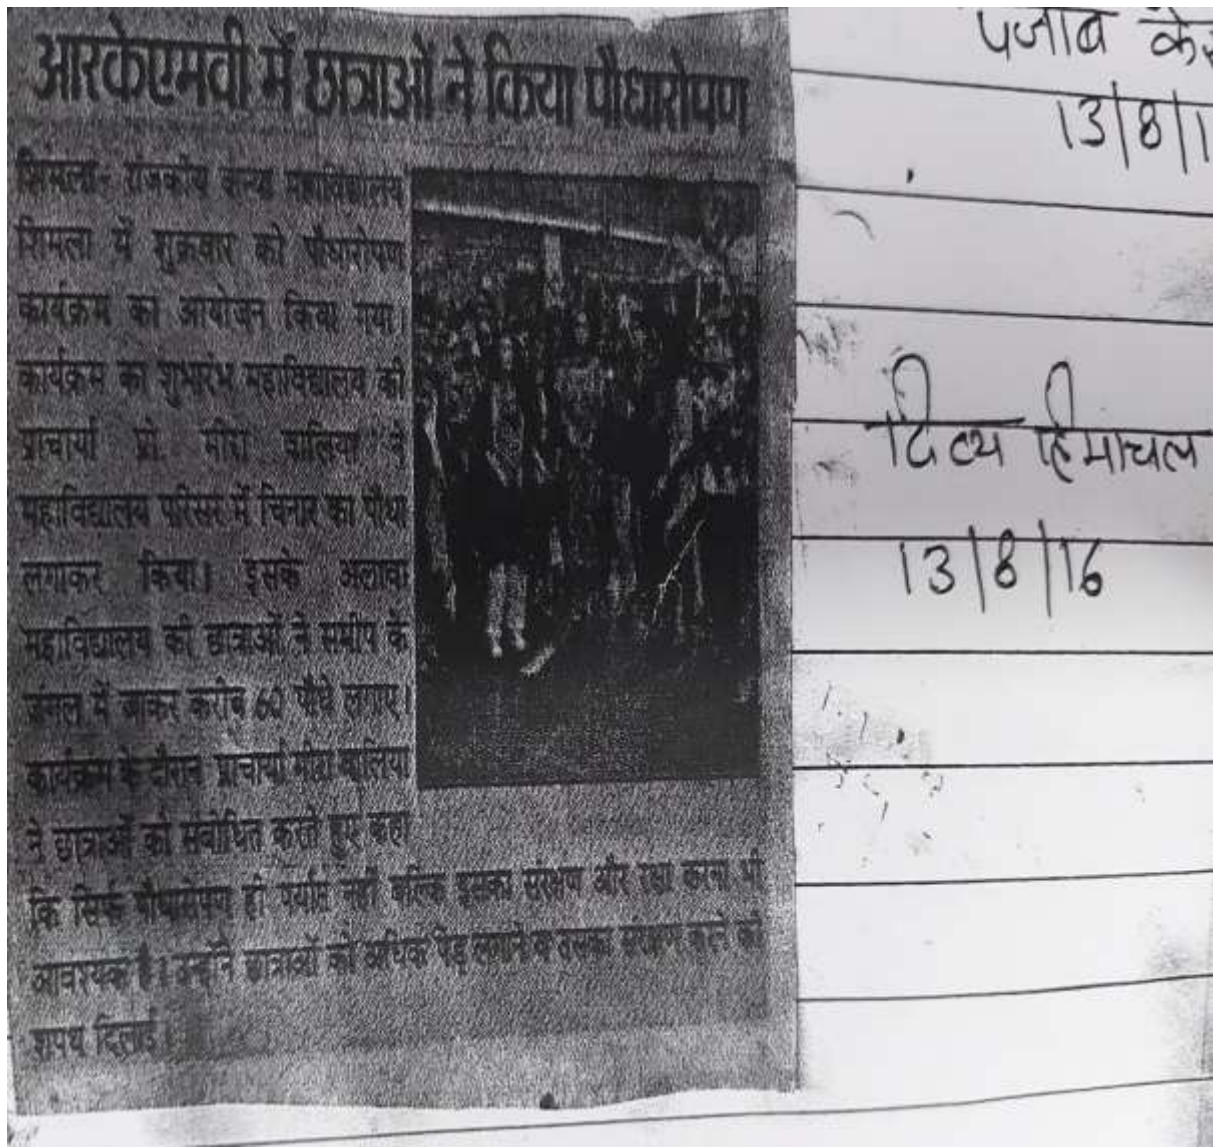 आरकेएमवी में छात्राओं ने किया पौधारोपण
शिमला- राजकीय कन्या महाविद्यालय
शिमला में शुक्रवार को पौधारोपण
कार्यक्रम का आयोजन किया गया।
कार्यक्रम का शुभारंभ महाविद्यालय की
प्राचार्या प्रो. मीरा वालिया ने
महाविद्यालय परिसर में चिनार का पौधा
लगाकर किया। इसके अलावा
महाविद्यालय की छात्राओं ने समीप के
जंगल में जाकर करीब 60 पौधे लगाए।
कार्यक्रम के दौरान प्राचार्या मीरा वालिया
ने छात्राओं को संबोधित करते हुए कहा
कि सिर्फ पौधारोपण ही पर्याप्त नहीं बल्कि इसका संरक्षण और रक्षा करना भी
आवश्यक है। उन्होंने छात्राओं को अधिक पेड़ लगाने व उसका संरक्षण करने की
शपथ दिलाई।
पंजाब
13/8/1
दिव्य हिमाचल
13/8/16